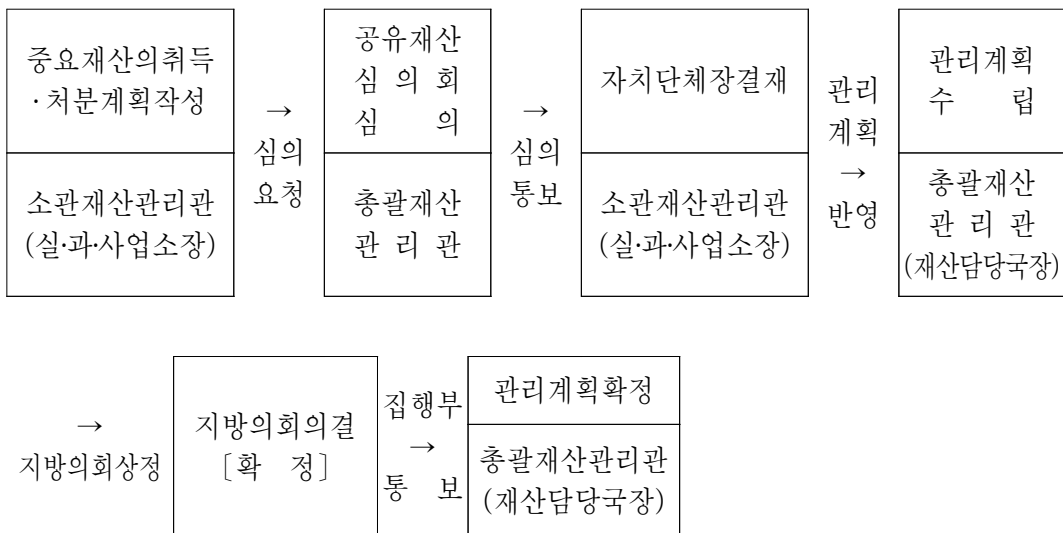 중요재산의취득
·처분계획작성
소관재산관리관
(실·과·사업소장)
→
심의
요청
공유재산
심 의 회
심 의
총괄재산
관 리 관
→
심의
통보
자치단체장결재
소관재산관리관
(실·과·사업소장)
관리
계획
→
반영
관리계획
수 립
총괄재산
관 리 관
(재산담당국장)
→
지방의회상정
지방의회의결
[확 정]
집행부
→
통 보
관리계획확정
총괄재산관리관
(재산담당국장)